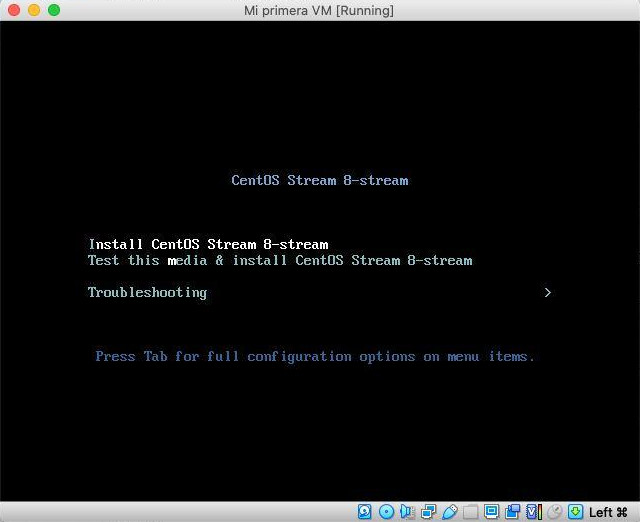 Mi primera VM [Running]
CentOS Stream 8-stream
Install CentOS Stream 8-stream
Test this media & install CentOS Stream 8-stream
Troubleshooting >
Press Tab for full configuration options on menu items.
Left ⌘